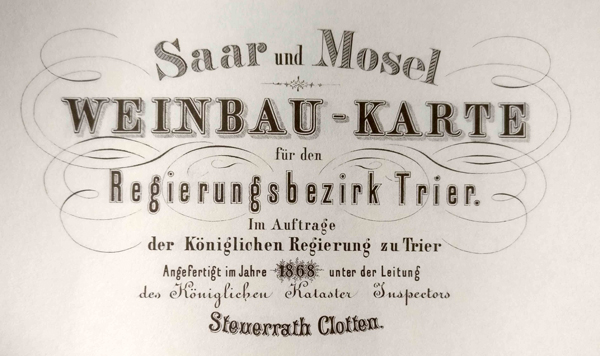 Saar und Mosel
WEINBAU-KARTE
für den
Regierungsbezirk Trier.
Im Auftrage
der Königlichen Regierung zu Trier
Angefertigt im Jahre 1868 unter der Leitung
des Königlichen Kataster Inspectors
Steuerrath Clotten.